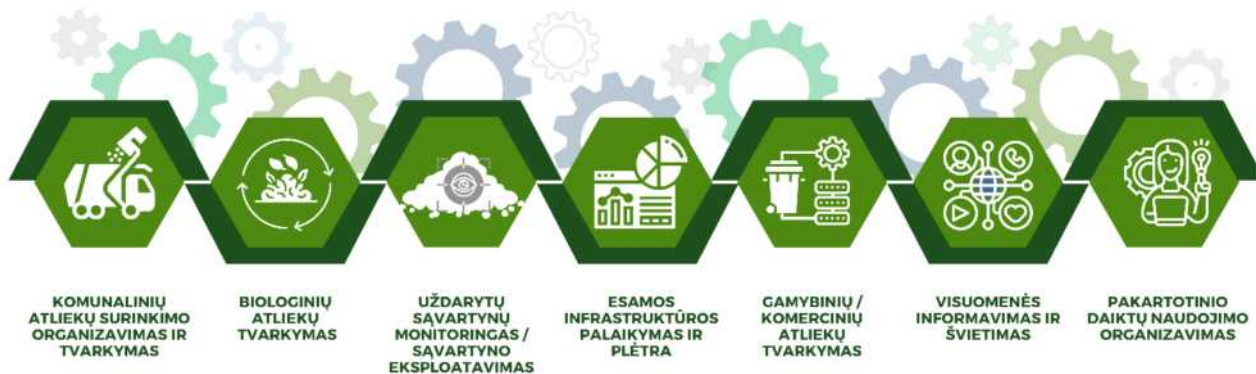 KOMUNALINIŲ
ATLIEKŲ SURINKIMO
ORGANIZAVIMAS IR
TVARKYMAS
BIOLOGINIŲ
ATLIEKŲ
TVARKYMAS
UŽDARYTŲ
SĄVARTYNŲ
MONITORINGAS /
SĄVARTYNO
EKSPLOATAVIMAS
ESAMOS
INFRASTRUKTŪROS
PALAIKYMAS IR
PLĖTRA
GAMYBINIŲ /
KOMERCINIŲ
ATLIEKŲ
TVARKYMAS
VISUOMENĖS
INFORMAVIMAS IR
ŠVIETIMAS
PAKARTOTINIO
DAIKTŲ NAUDOJIMO
ORGANIZAVIMAS